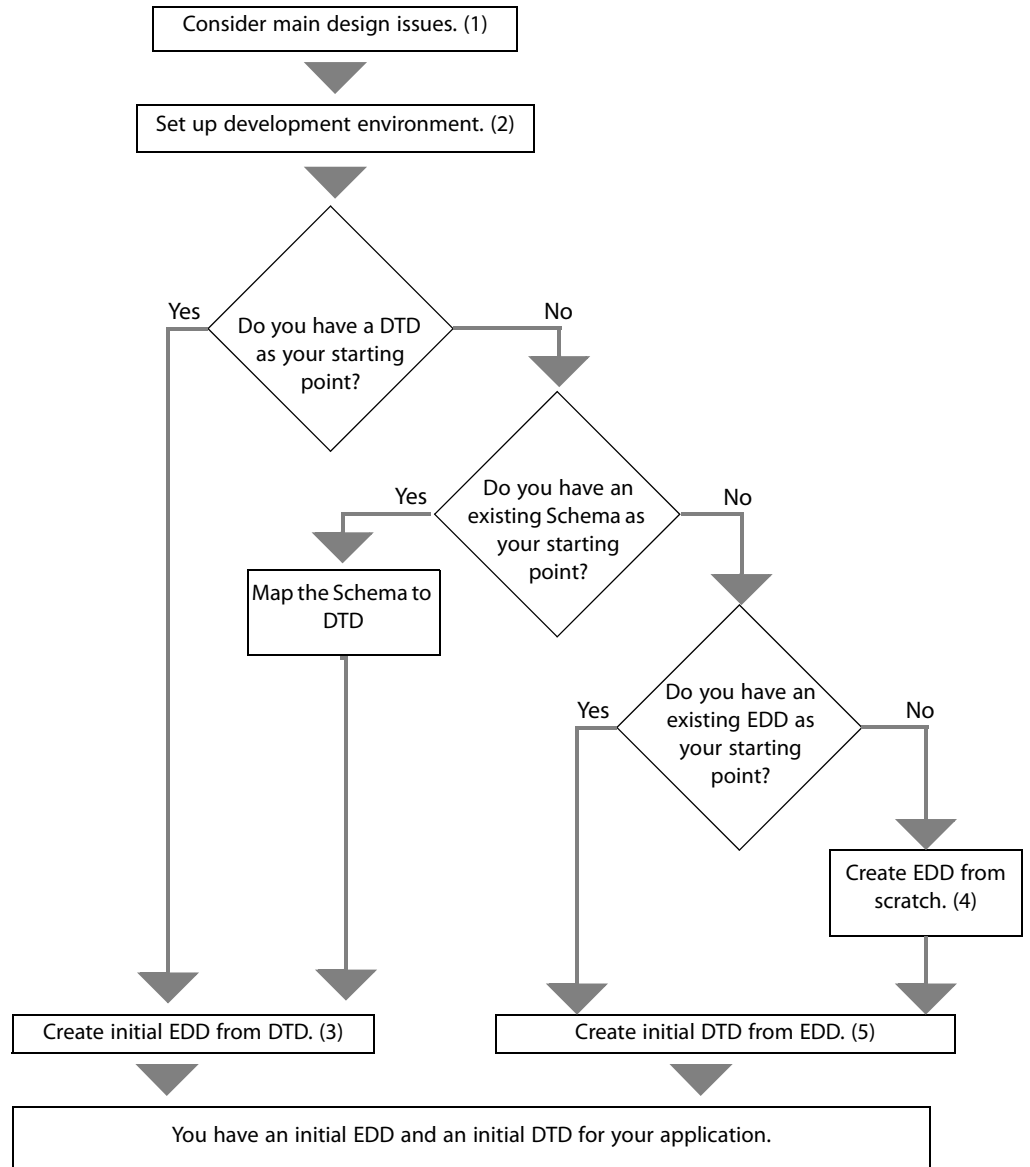 Consider main design issues. (1)
Set up development environment. (2)
Yes
No
Do you have a DTD
as your starting
point?
Yes
No
Do you have an
existing Schema as
your starting
point?
Map the Schema to
DTD
Yes
No
Do you have an
existing EDD as
your starting
point?
Create EDD from
scratch. (4)
Create initial EDD from DTD. (3)
Create initial DTD from EDD. (5)
You have an initial EDD and an initial DTD for your application.